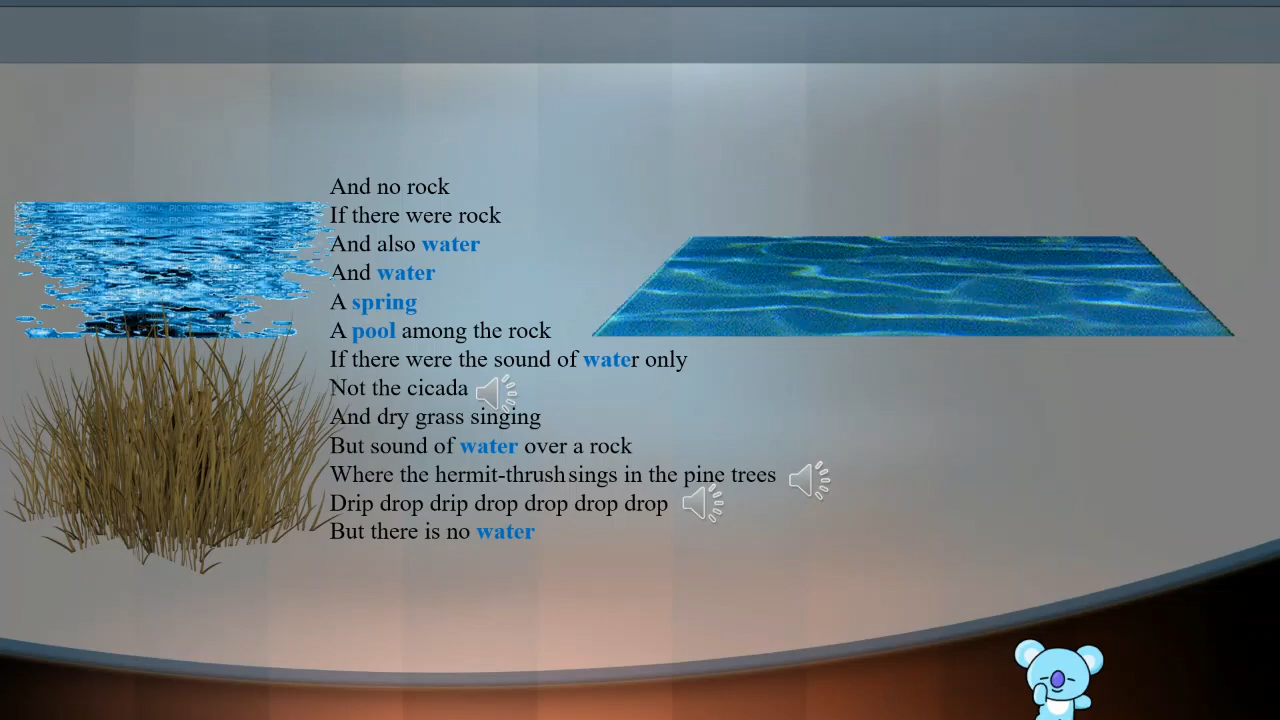 And no rock
If there were rock
And also water
And water
A spring
A pool among the rock
If there were the sound of water only
Not the cicada
And dry grass singing
But sound of water over a rock
Where the hermit-thrush sings in the pine trees
Drip drop drip drop drop drop drop
But there is no water